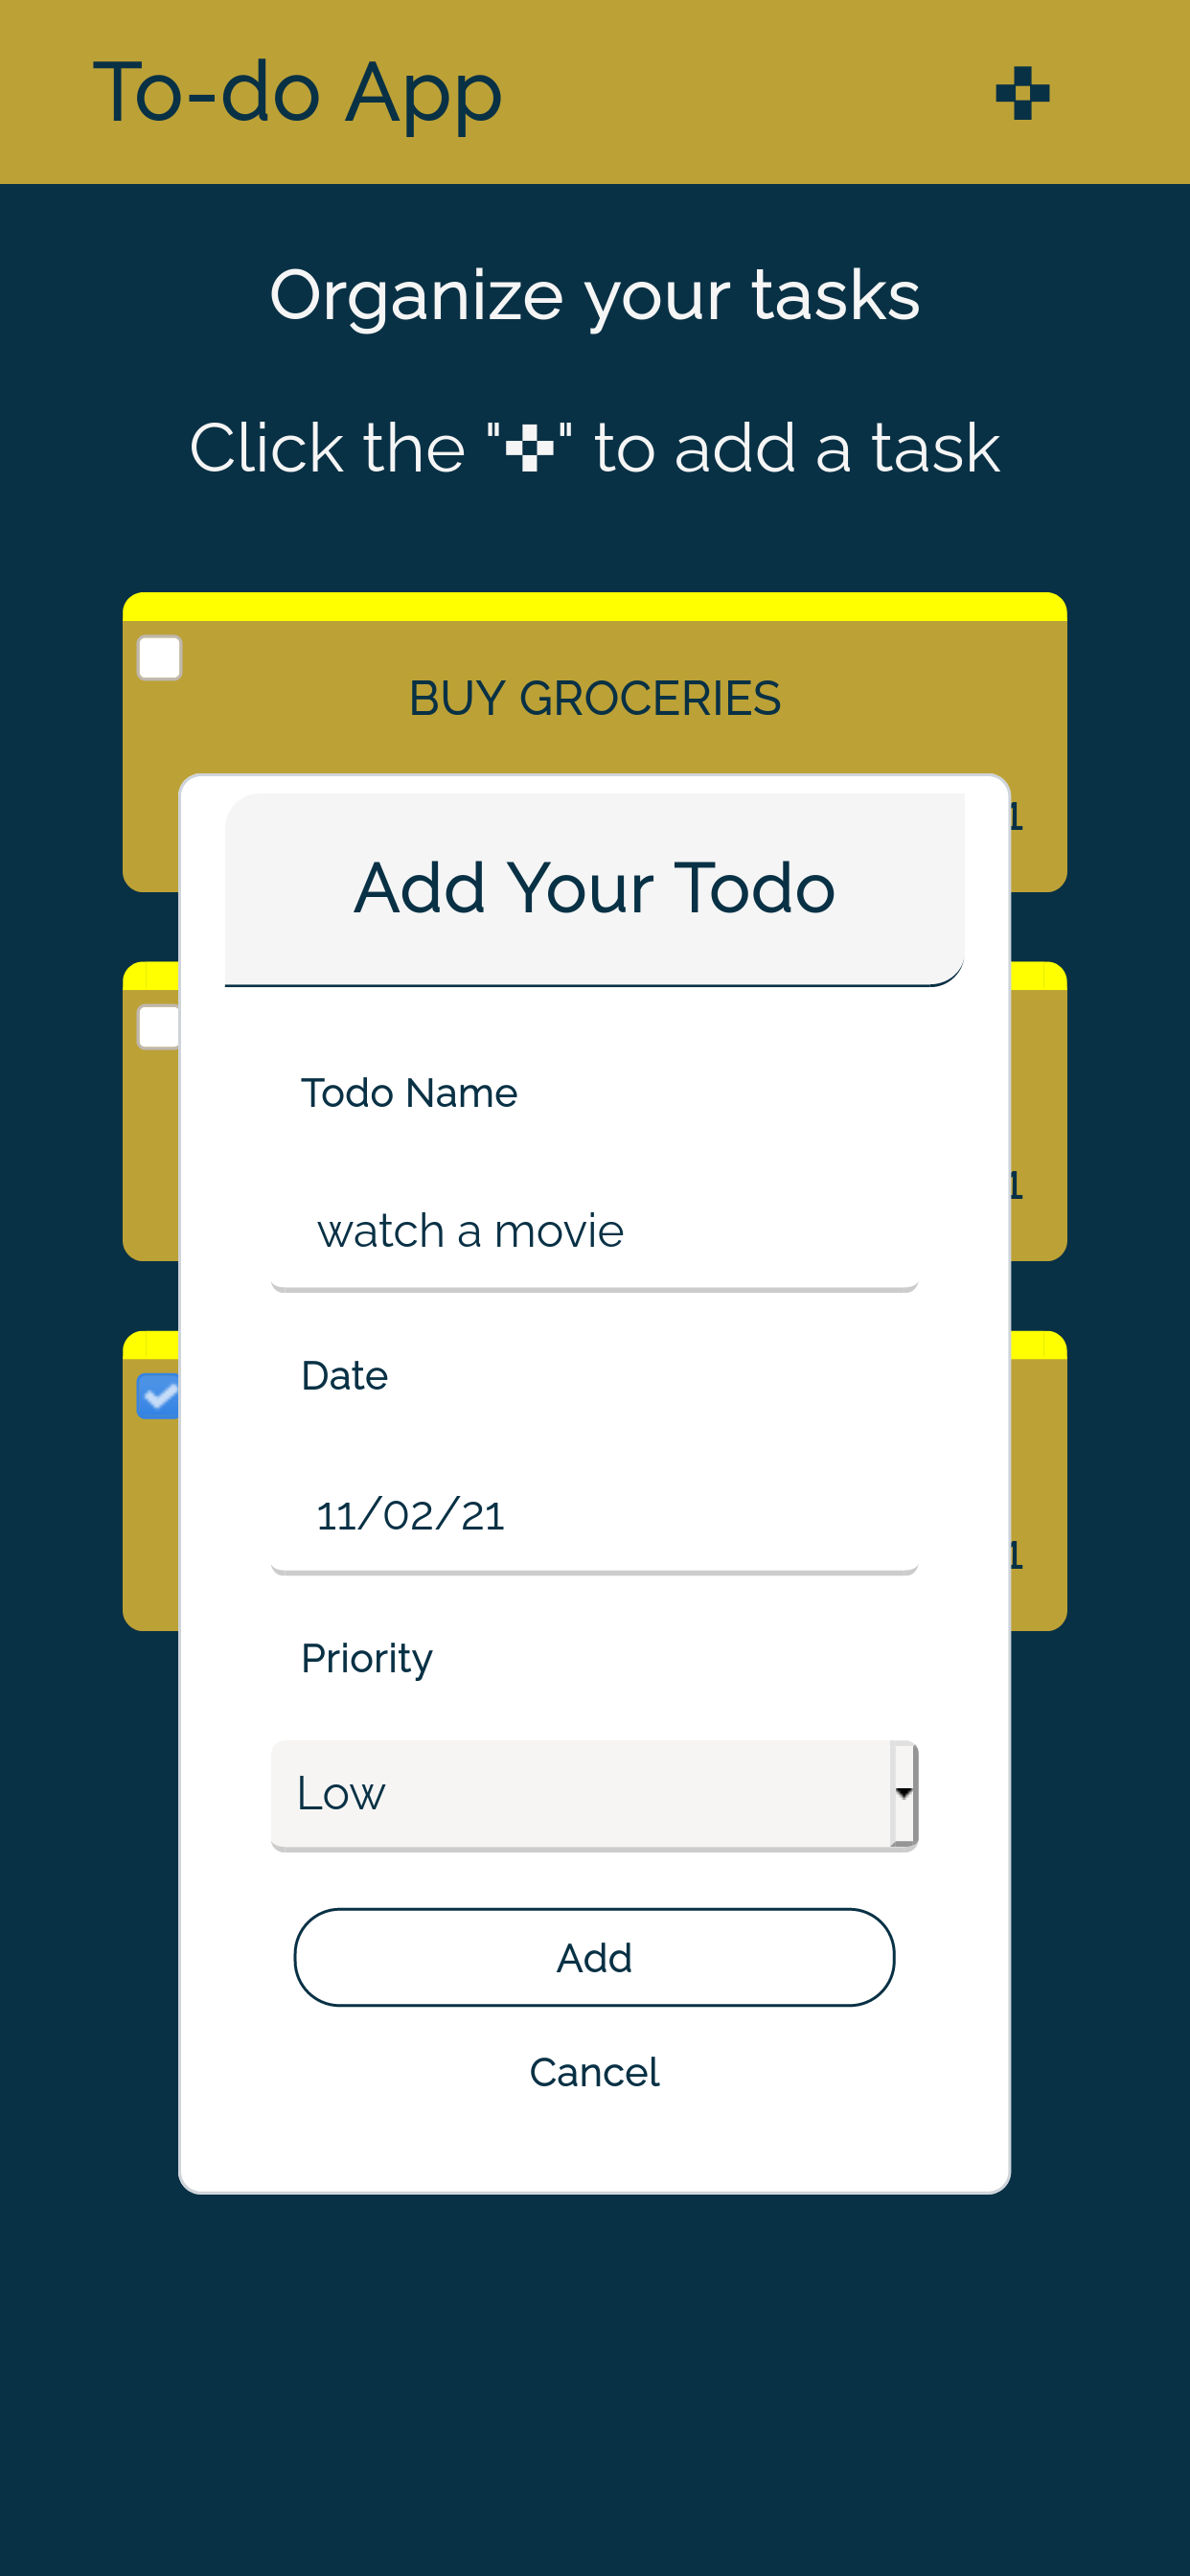 To-do App
Organize your tasks
Click the "✜" to add a task
BUY GROCERIES
Add Your Todo
Todo Name
watch a movie
Date
11/02/21
Priority
Low
Add
Cancel